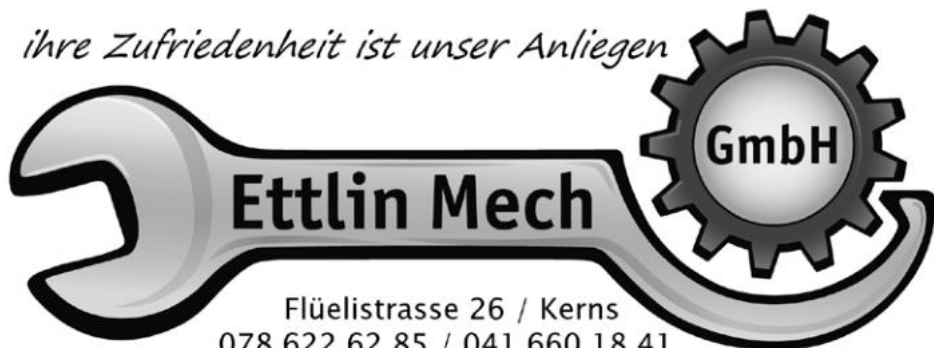 ihre Zufriedenheit ist unser Anliegen
GmbH
Ettlin Mech
Flüelistrasse 26 / Kerns
078 622 62 85 / 041 660 18 41